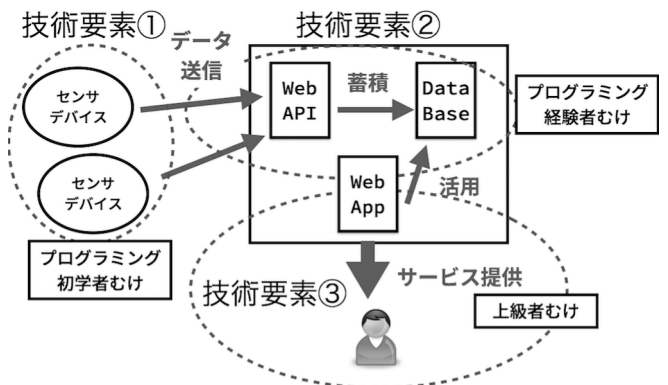 技術要素①
技術要素②
データ
送信
センサ
デバイス
Web
API
蓄積
Data
Base
プログラミング
経験者むけ
センサ
デバイス
Web
App
活用
プログラミング
初学者むけ
技術要素③
サービス提供
上級者むけ